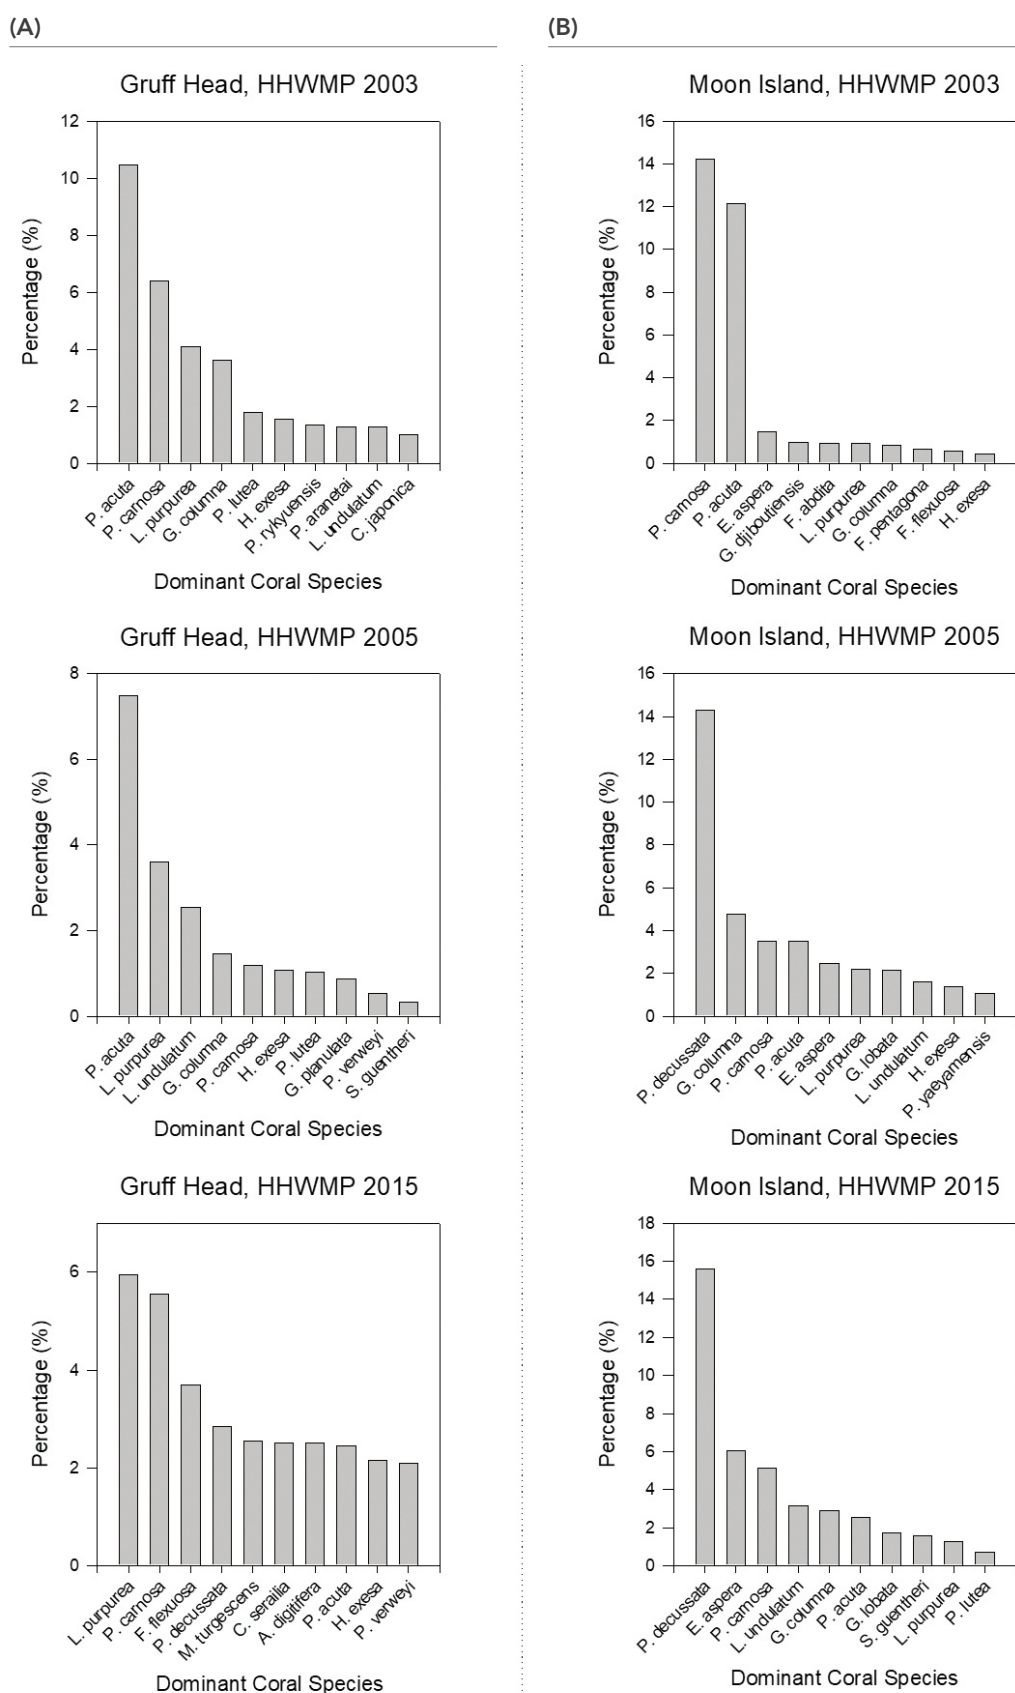 (A)
Gruff Head, HHWMP 2003
Percentage (%)
12
10
8
6
4
2
0
P. acuta
P. carnosa
L. purpurea
G. columna
P. lutea
H. exesa
P. rykyuensis
P. aranetai
L. undulatum
C. japonica
Dominant Coral Species
Gruff Head, HHWMP 2005
Percentage (%)
8
6
4
2
0
P. acuta
L. purpurea
L. undulatum
G. columna
P. carnosa
H. exesa
P. lutea
G. planulata
P. verweyi
S. guentheri
Dominant Coral Species
Gruff Head, HHWMP 2015
Percentage (%)
6
4
2
0
L. purpurea
P. carnosa
F. flexuosa
P. decussata
M. turgescens
C. serailia
A. digitifera
P. acuta
H. exesa
P. verweyi
Dominant Coral Species
(B)
Moon Island, HHWMP 2003
Percentage (%)
16
14
12
10
8
6
4
2
0
P. carnosa
P. acuta
E. aspera
G. djiboutiensis
F. abdita
L. purpurea
G. columna
F. pentagona
F. flexuosa
H. exesa
Dominant Coral Species
Moon Island, HHWMP 2005
Percentage (%)
16
14
12
10
8
6
4
2
0
P. decussata
G. columna
P. carnosa
P. acuta
E. aspera
L. purpurea
G. lobata
L. undulatum
H. exesa
P. yaeyamensis
Dominant Coral Species
Moon Island, HHWMP 2015
Percentage (%)
18
16
14
12
10
8
6
4
2
0
P. decussata
E. aspera
P. carnosa
L. undulatum
G. columna
P. acuta
G. lobata
S. guentheri
L. purpurea
P. lutea
Dominant Coral Species